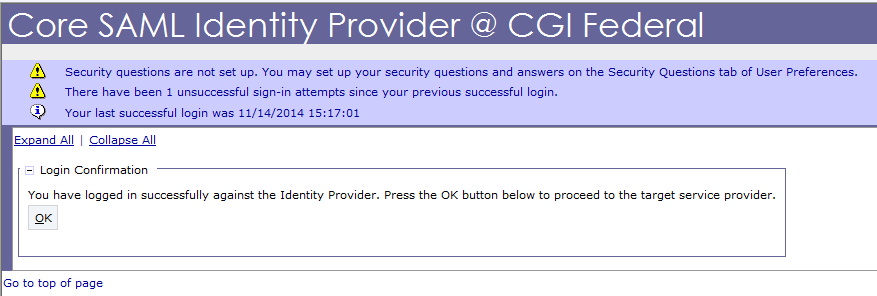 Core SAML Identity Provider @ CGI Federal
Security questions are not set up. You may set up your security questions and answers on the Security Questions tab of User Preferences.
There have been 1 unsuccessful sign-in attempts since your previous successful login.
Your last successful login was 11/14/2014 15:17:01
Expand All | Collapse All
Login Confirmation
You have logged in successfully against the Identity Provider. Press the OK button below to proceed to the target service provider.
OK
Go to top of page